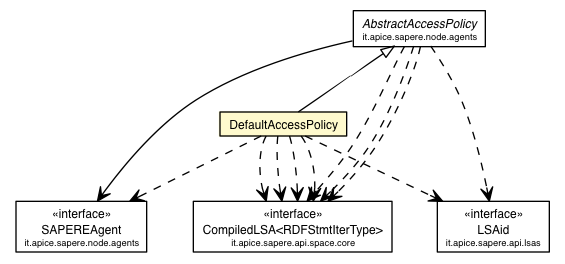 AbstractAccessPolicy
it.apice.sapere.node.agents
DefaultAccessPolicy
«interface»
SAPEREAgent
it.apice.sapere.node.agents
«interface»
CompiledLSA<RDFStmtIterType>
it.apice.sapere.api.space.core
«interface»
LSAid
it.apice.sapere.api.lsas